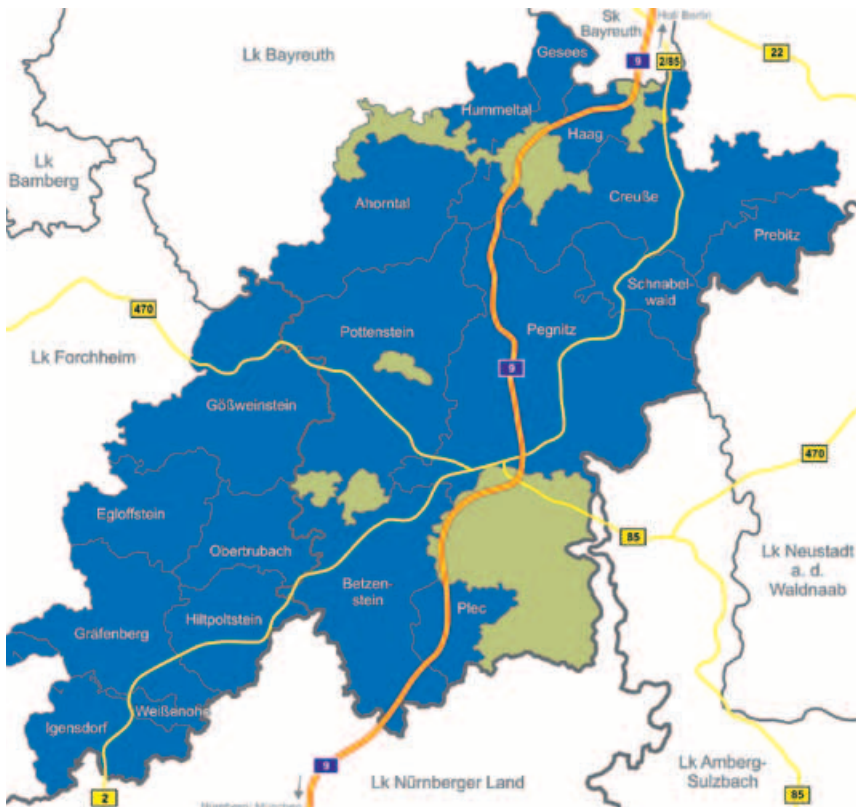 Sk
Bayreuth
Hof/ Berlin
Gesees
Lk Bayreuth
22
9
2/85
Hummeltal
Haag
Lk
Bamberg
Ahorntal
Creuße
Prebitz
Schnabel-
wald
470
Pottenstein
Pegnitz
Lk Forchheim
9
Gößweinstein
470
Egloffstein
85
Obertrubach
Lk Neustadt
a. d.
Waldnaab
Betzen-
stein
Plec
Hiltpoltstein
Gräfenberg
Weißenohe
Igensdorf
Lk Amberg-
Sulzbach
9
Lk Nürnberger Land
2
85